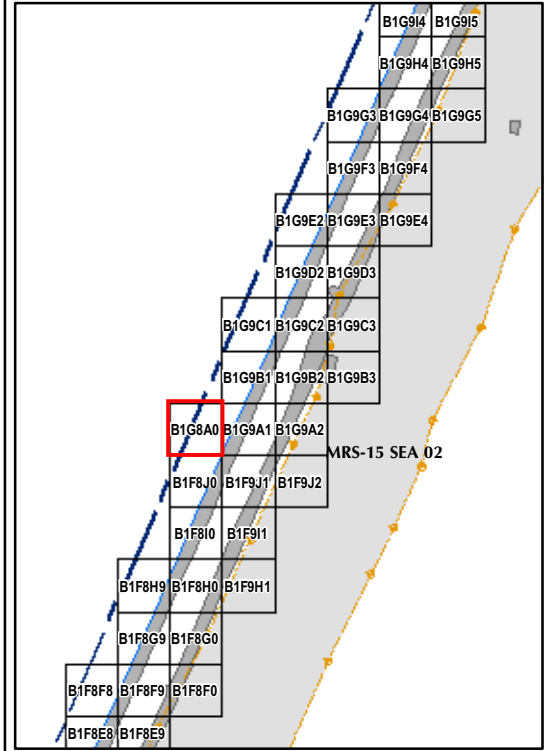 B1G9I4 B1G9I5
B1G9H4 B1G9H5
B1G9G3 B1G9G4 B1G9G5
B1G9F3 B1G9F4
B1G9E2 B1G9E3 B1G9E4
B1G9D2 B1G9D3
B1G9C1 B1G9C2 B1G9C3
B1G9B1 B1G9B2 B1G9B3
B1G8A0 B1G9A1 B1G9A2
MRS-15 SEA 02
B1F8J0 B1F9J1 B1F9J2
B1F8I0 B1F9I1
B1F8H9 B1F8H0 B1F9H1
B1F8G9 B1F8G0
B1F8F8 B1F8F9 B1F8F0
B1F8E8 B1F8E9